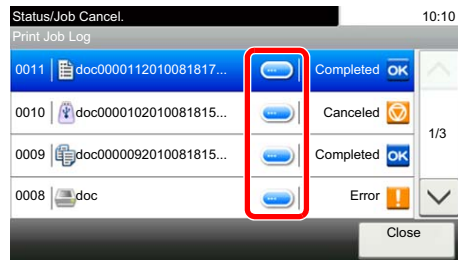 Status/Job Cancel. 10:10
Print Job Log
0011 doc0000112010081817... ... Completed OK
0010 doc0000102010081815... ... Canceled
0009 doc0000092010081815... ... Completed OK
1/3
0008 doc ... Error !
Close